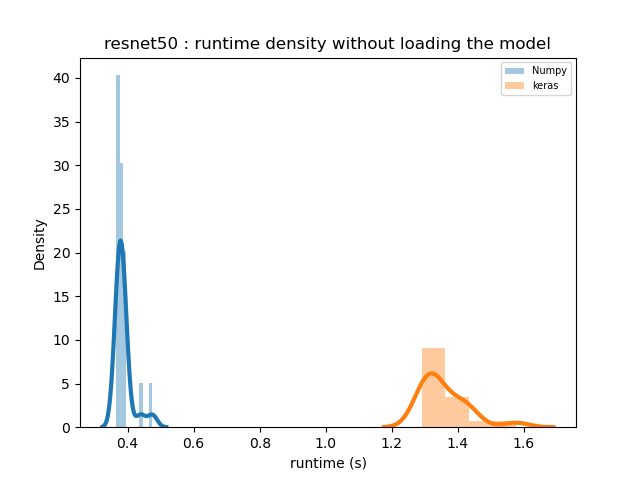 resnet50 : runtime density without loading the model
Numpy
keras
Density
40
35
30
25
20
15
10
5
0
0.4 0.6 0.8 1.0 1.2 1.4 1.6
runtime (s)